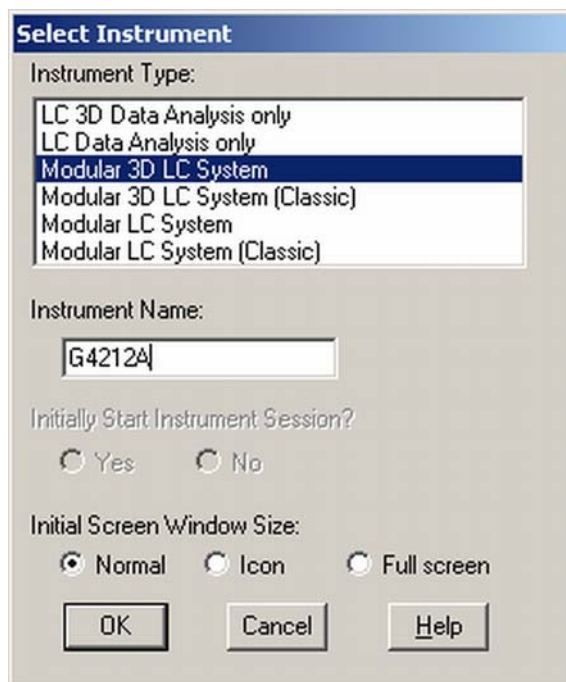 Select Instrument
Instrument Type:
LC 3D Data Analysis only
LC Data Analysis only
Modular 3D LC System
Modular 3D LC System (Classic)
Modular LC System
Modular LC System (Classic)
Instrument Name:
G4212A
Initially Start Instrument Session?
Yes No
Initial Screen Window Size:
Normal Icon Full screen
OK Cancel Help